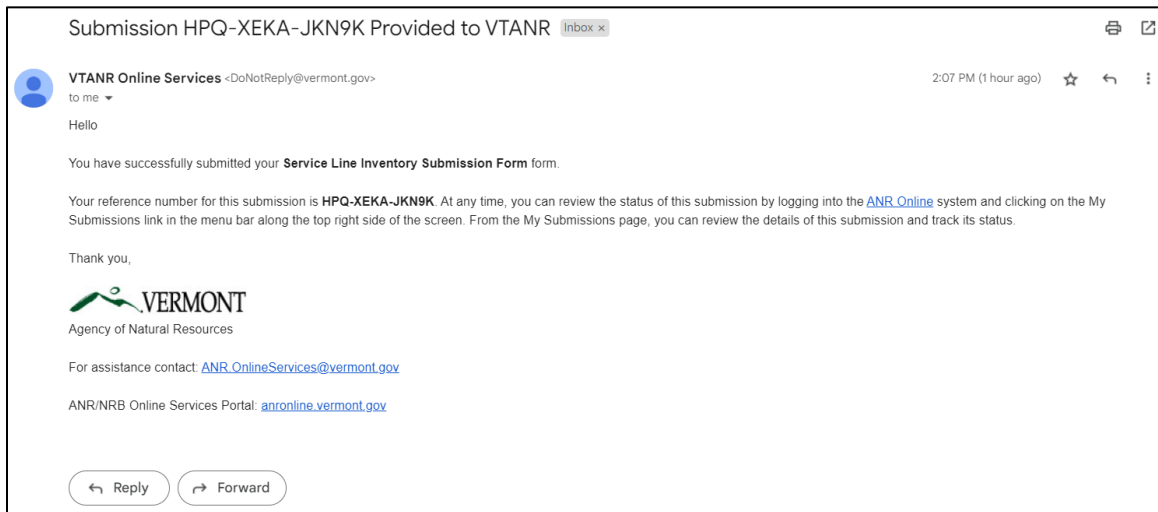 Submission HPQ-XEKA-JKN9K Provided to VTANR Inbox ×
VTANR Online Services <DoNotReply@vermont.gov> 2:07 PM (1 hour ago)
to me
Hello
You have successfully submitted your Service Line Inventory Submission Form form.
Your reference number for this submission is HPQ-XEKA-JKN9K. At any time, you can review the status of this submission by logging into the ANR Online system and clicking on the My
Submissions link in the menu bar along the top right side of the screen. From the My Submissions page, you can review the details of this submission and track its status.
Thank you,
VERMONT
Agency of Natural Resources
For assistance contact: ANR.OnlineServices@vermont.gov
ANR/NRB Online Services Portal: anronline.vermont.gov
Reply Forward